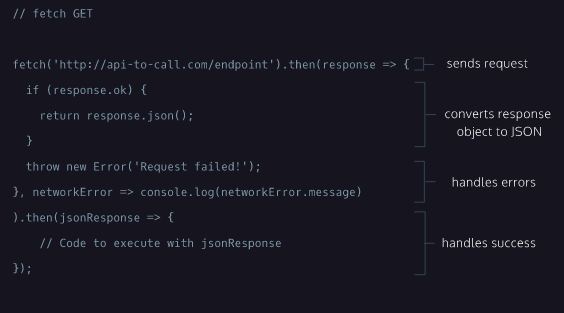 // fetch GET
fetch('http://api-to-call.com/endpoint').then(response => {
sends request
if (response.ok) {
return response.json();
}
converts response
object to JSON
throw new Error('Request failed!');
}, networkError => console.log(networkError.message)
handles errors
).then(jsonResponse => {
// Code to execute with jsonResponse
});
handles success